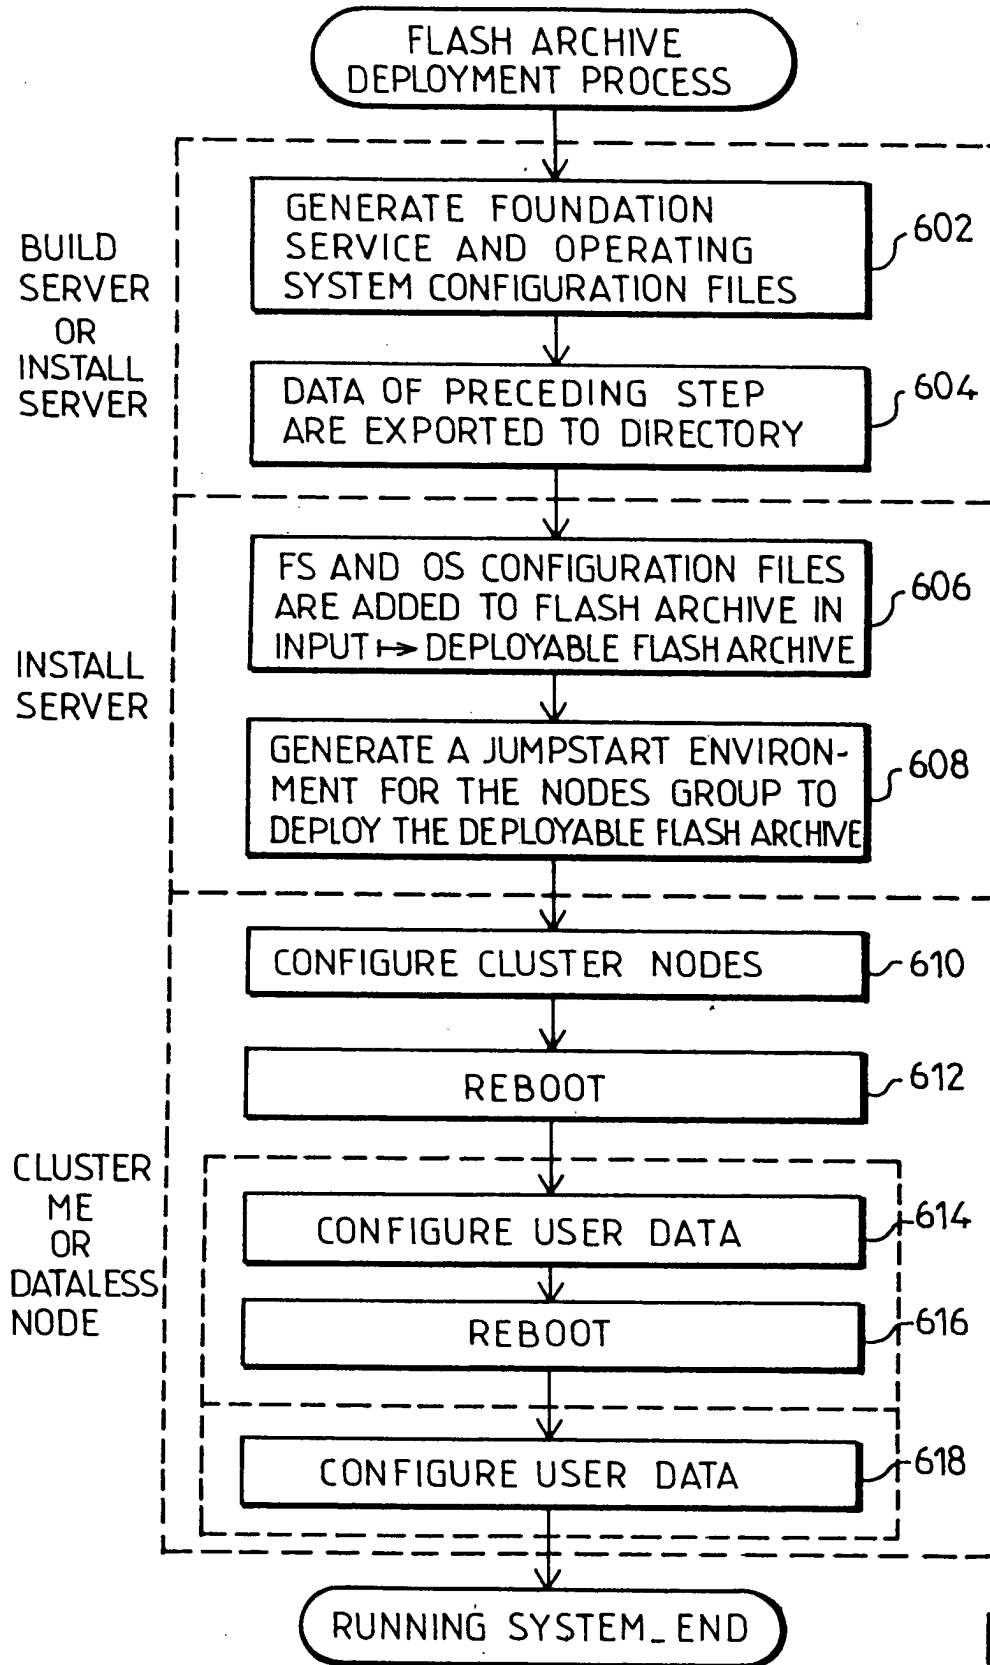 FLASH ARCHIVE
DEPLOYMENT PROCESS
BUILD
SERVER
OR
INSTALL
SERVER
GENERATE FOUNDATION
SERVICE AND OPERATING
SYSTEM CONFIGURATION FILES
602
DATA OF PRECEDING STEP
ARE EXPORTED TO DIRECTORY
604
INSTALL
SERVER
FS AND OS CONFIGURATION FILES
ARE ADDED TO FLASH ARCHIVE IN
INPUT ↦ DEPLOYABLE FLASH ARCHIVE
606
GENERATE A JUMPSTART ENVIRON-
MENT FOR THE NODES GROUP TO
DEPLOY THE DEPLOYABLE FLASH ARCHIVE
608
CLUSTER
ME
OR
DATALESS
NODE
CONFIGURE CLUSTER NODES
610
REBOOT
612
CONFIGURE USER DATA
614
REBOOT
616
CONFIGURE USER DATA
618
RUNNING SYSTEM_END